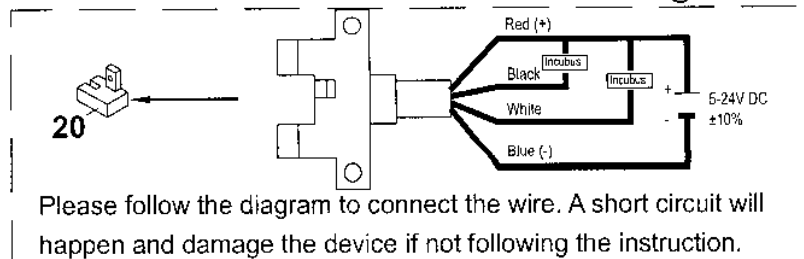 Red (+)
Incubus
Black
Incubus
White
Blue (-)
+
5-24V DC
-
±10%
20
Please follow the diagram to connect the wire. A short circuit will
happen and damage the device if not following the instruction.